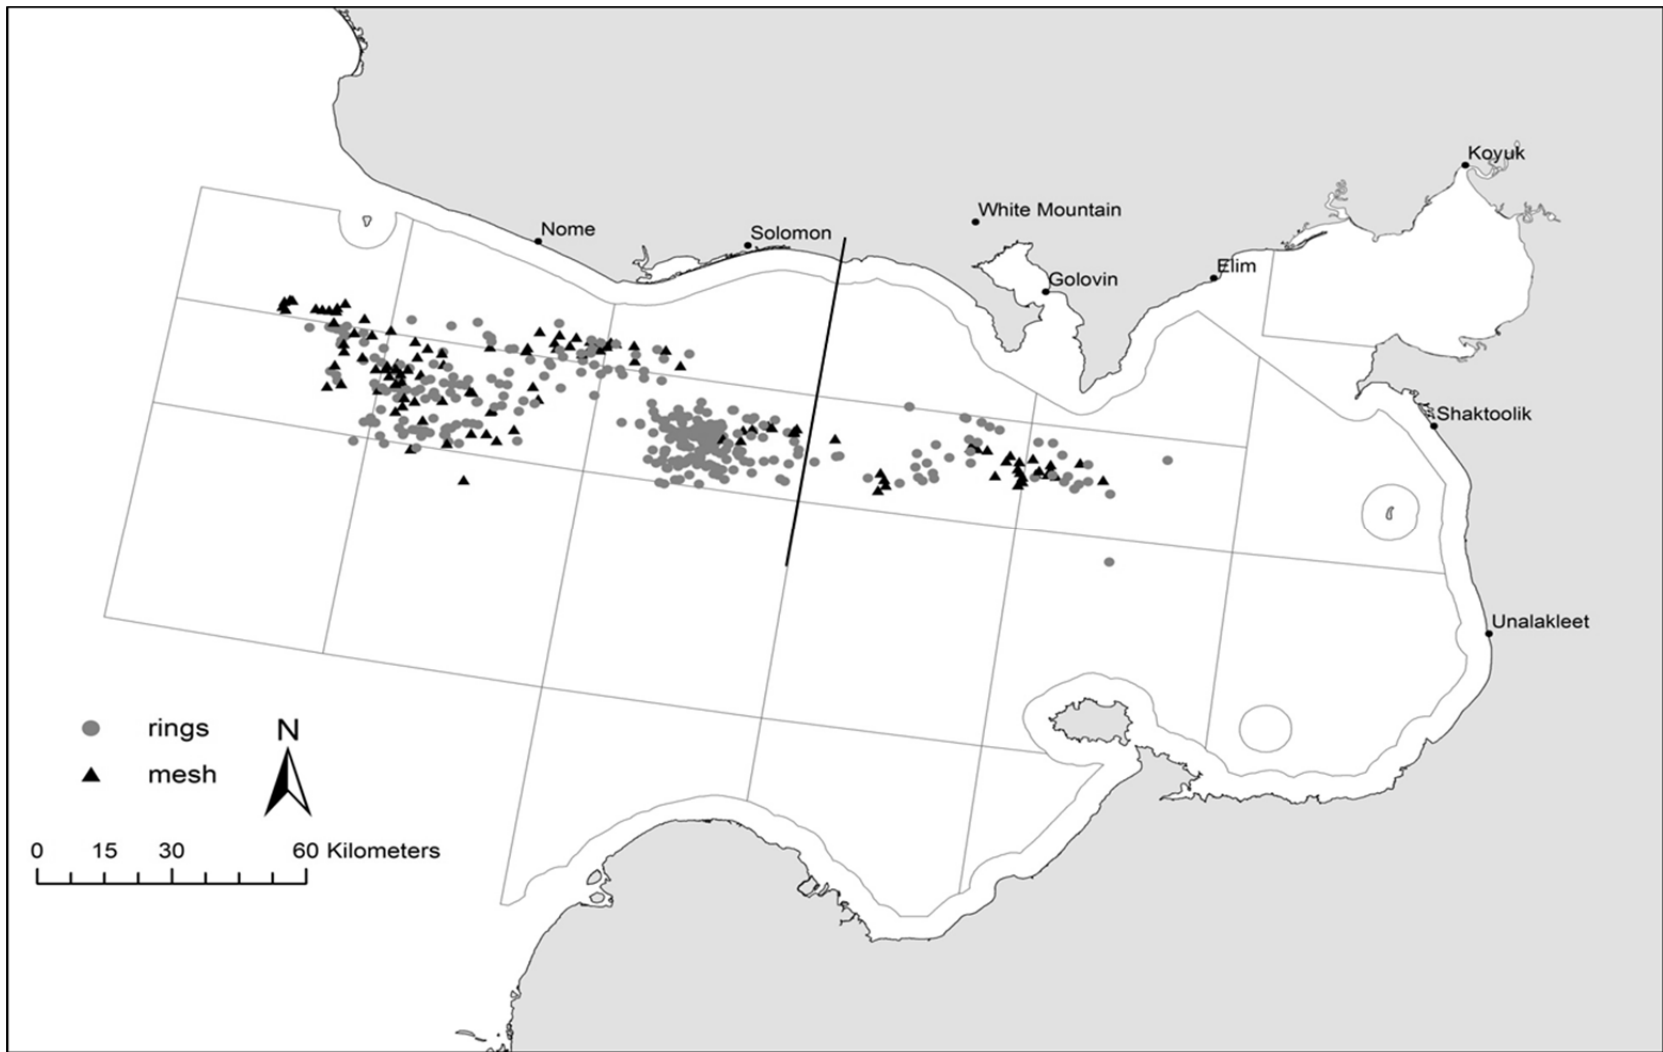 Koyuk
White Mountain
Nome
Solomon
Elim
Golovin
Shaktoolik
Unalakleet
rings
N
mesh
0 15 30 60 Kilometers